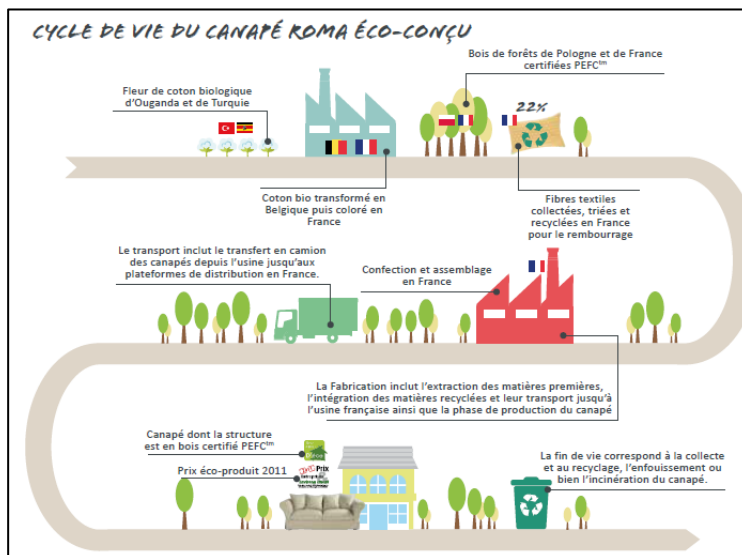 CYCLE DE VIE DU CANAPÉ ROMA ÉCO-CONÇU
Bois de forêts de Pologne et de France
certifiées PEFC™
Fleur de coton biologique
d'Ouganda et de Turquie
22%
Coton bio transformé en
Belgique puis coloré en
France
Fibres textiles
collectées, triées et
recyclées en France
pour le rembourrage
Le transport inclut le transfert en camion
des canapés depuis l'usine jusqu'aux
plateformes de distribution en France.
Confection et assemblage
en France
La Fabrication inclut l'extraction des matières premières,
l'intégration des matières recyclées et leur transport jusqu'à
l'usine française ainsi que la phase de production du canapé
Canapé dont la structure
est en bois certifié PEFC™
Prix éco-produit 2011
Prix
La fin de vie correspond à la collecte
et au recyclage, l'enfouissement ou
bien l'incinération du canapé.